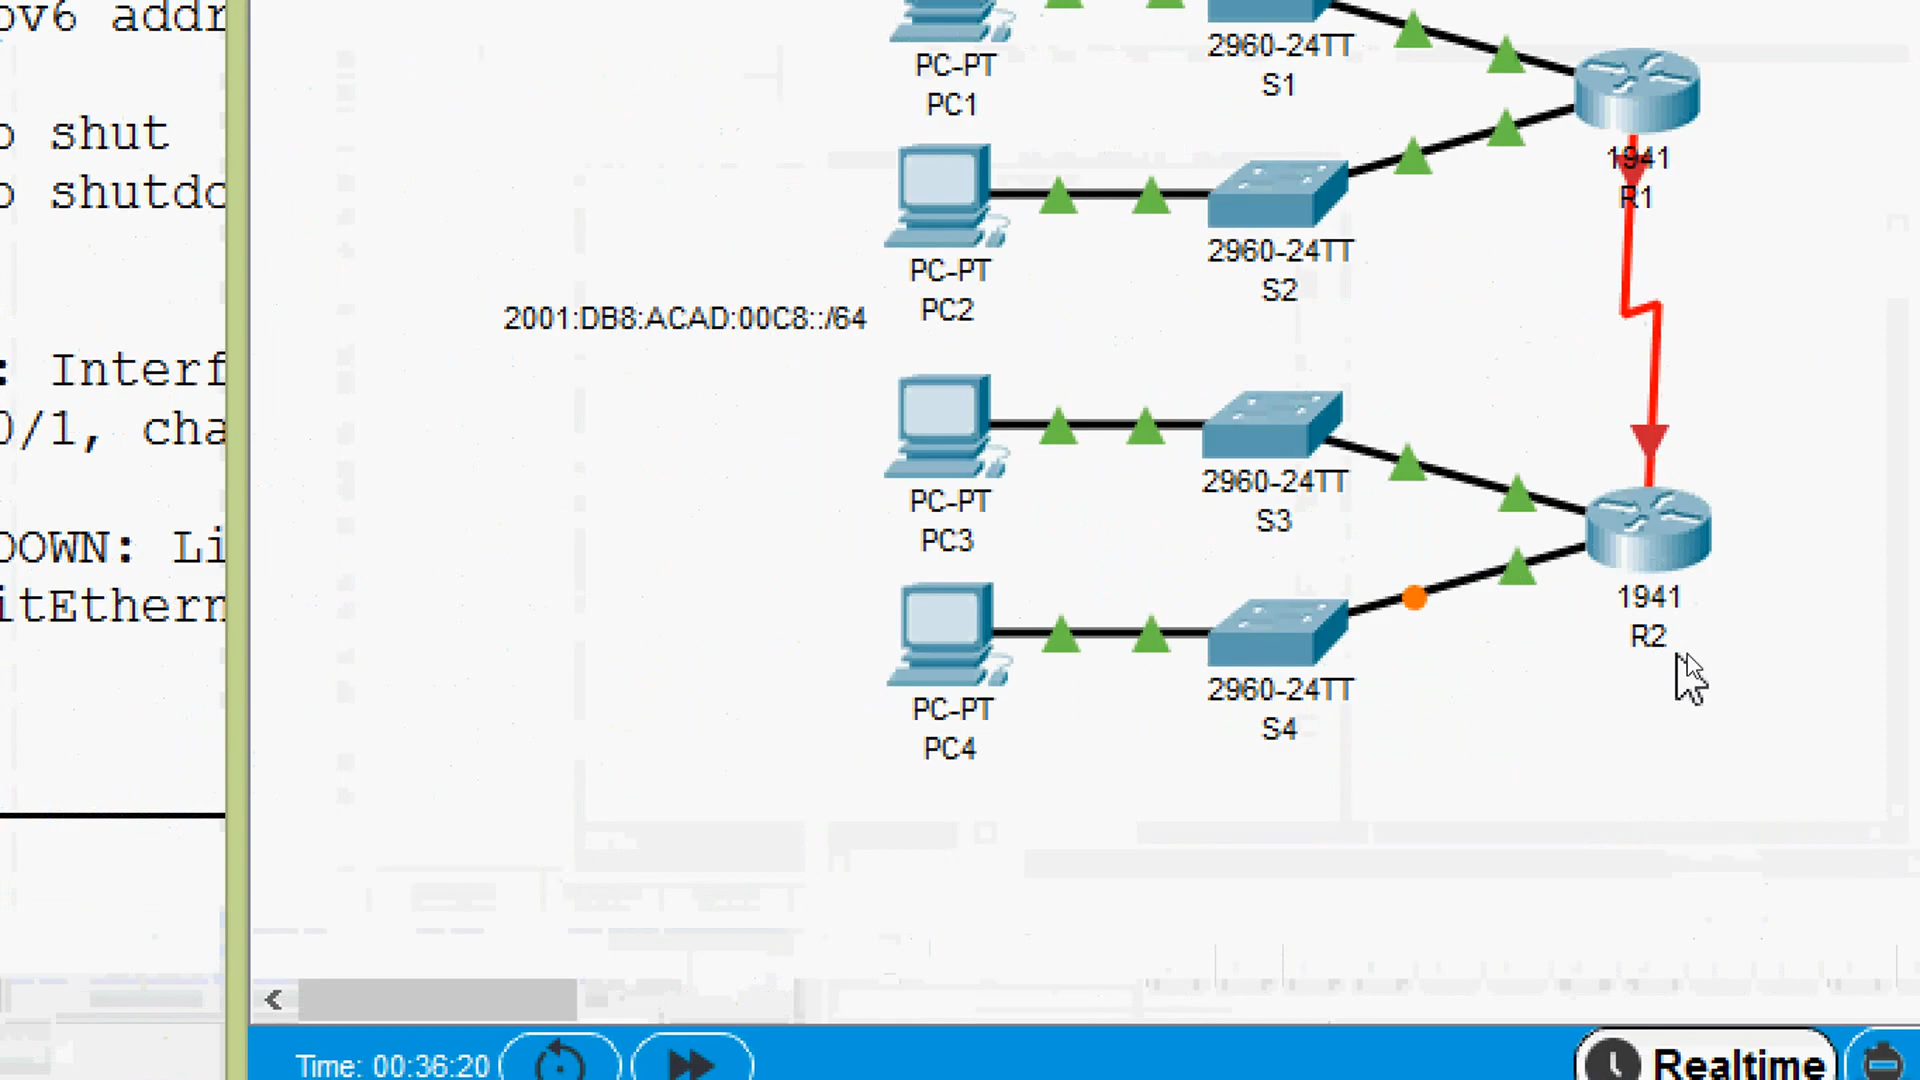 pv6 addr
o shut
o shutdo
: Interf
0/1, cha
DOWN: Li
itEthern
PC-PT
PC1
2960-24TT
S1
1941
R1
PC-PT
PC2
2960-24TT
S2
2001:DB8:ACAD:00C8::/64
PC-PT
PC3
2960-24TT
S3
1941
R2
PC-PT
PC4
2960-24TT
S4
Time: 00:36:20
Realtime